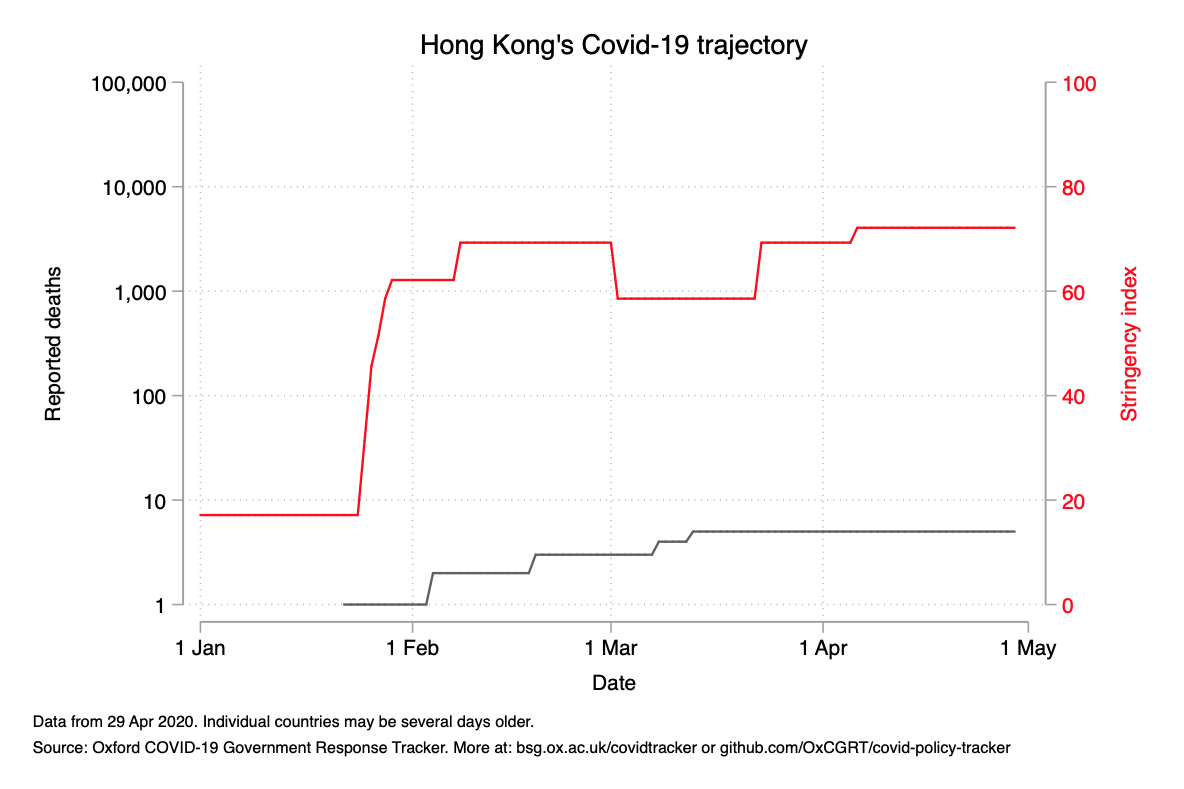 Hong Kong's Covid-19 trajectory
100,000
10,000
1,000
100
10
1
Reported deaths
100
80
60
40
20
0
Stringency index
1 Jan
1 Feb
1 Mar
1 Apr
1 May
Date
Data from 29 Apr 2020. Individual countries may be several days older.
Source: Oxford COVID-19 Government Response Tracker. More at: bsg.ox.ac.uk/covidtracker or github.com/OxCGRT/covid-policy-tracker